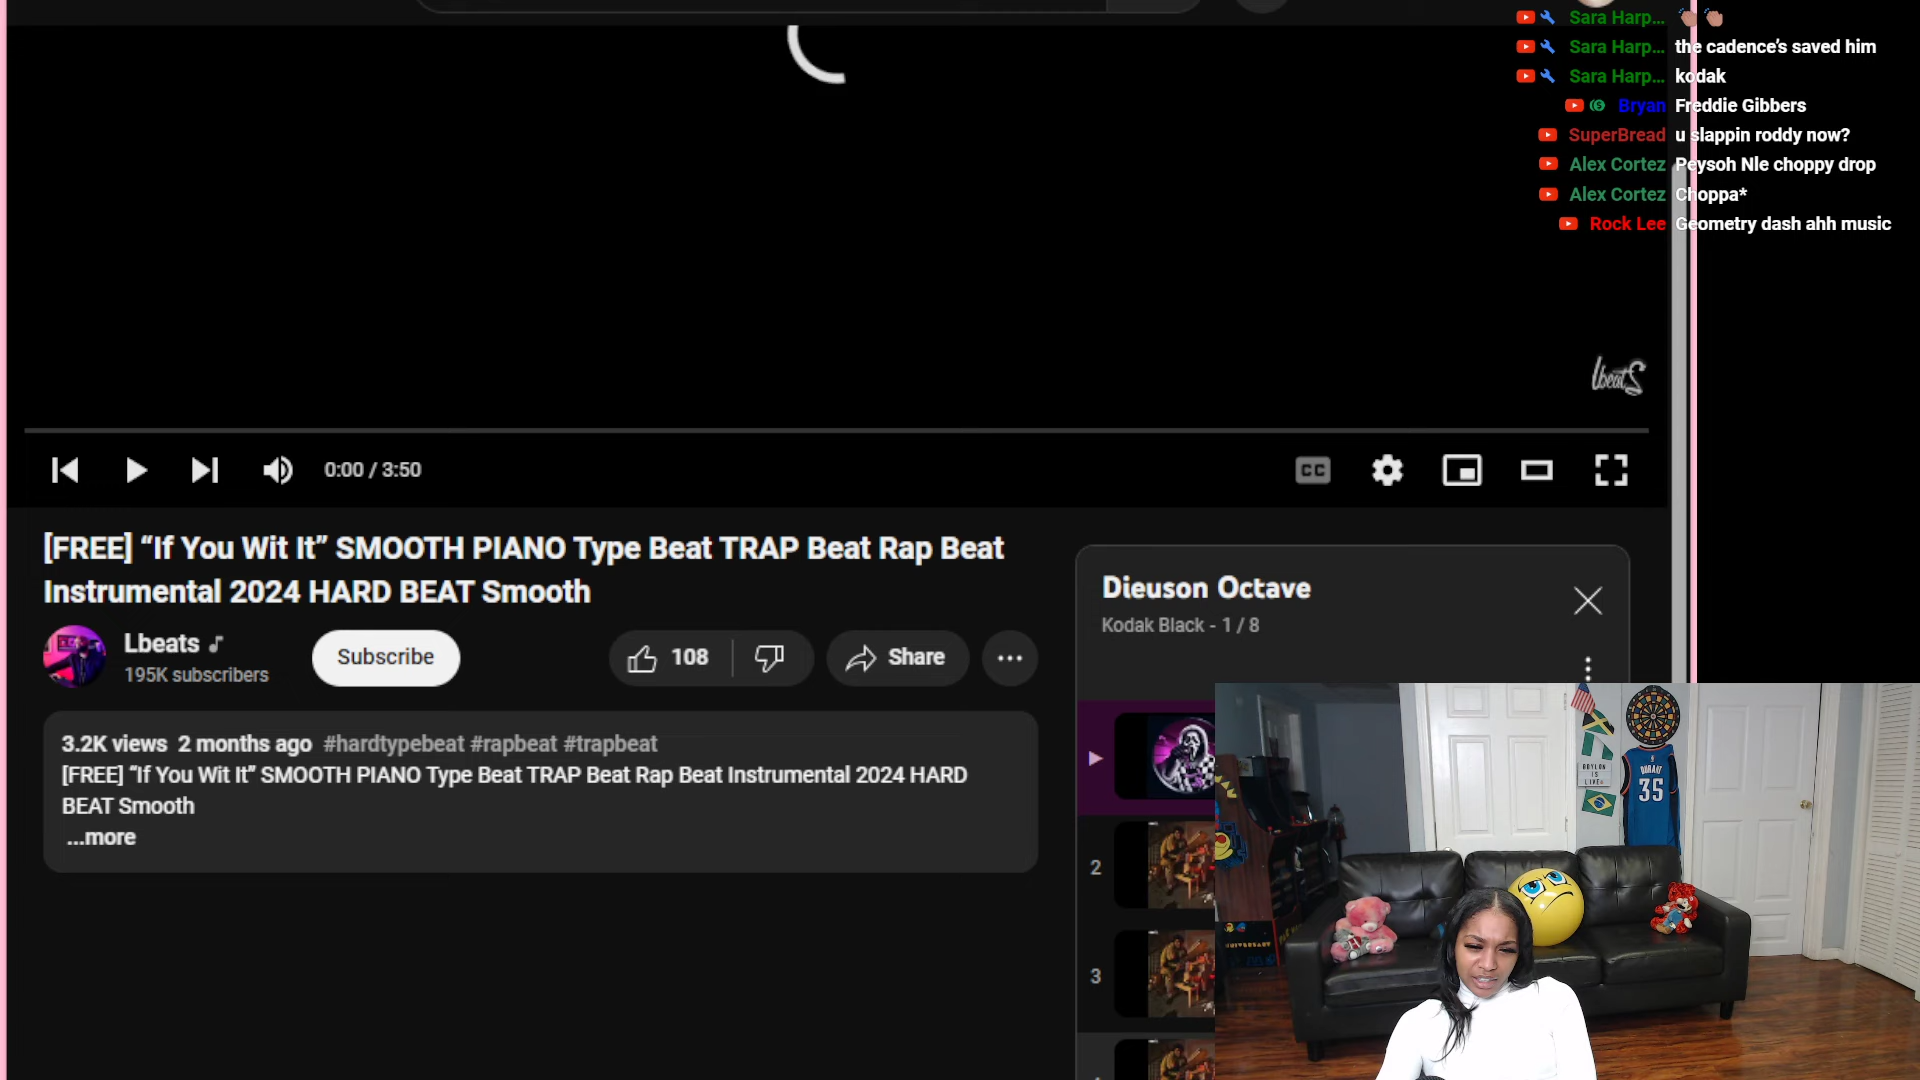 Sara Harp...
Sara Harp... the cadence's saved him
Sara Harp... kodak
Bryan Freddie Gibbers
SuperBread u slappin roddy now?
Alex Cortez Peysoh Nle choppy drop
Alex Cortez Choppa*
Rock Lee Geometry dash ahh music
LbeatS
0:00 / 3:50
CC
[FREE] “If You Wit It” SMOOTH PIANO Type Beat TRAP Beat Rap Beat
Instrumental 2024 HARD BEAT Smooth
Lbeats
195K subscribers
Subscribe
108
Share
3.2K views 2 months ago #hardtypebeat #rapbeat #trapbeat
[FREE] “If You Wit It” SMOOTH PIANO Type Beat TRAP Beat Rap Beat Instrumental 2024 HARD
BEAT Smooth
...more
Dieuson Octave
Kodak Black - 1 / 8
2
3
DURANT
35
IS
LIVE